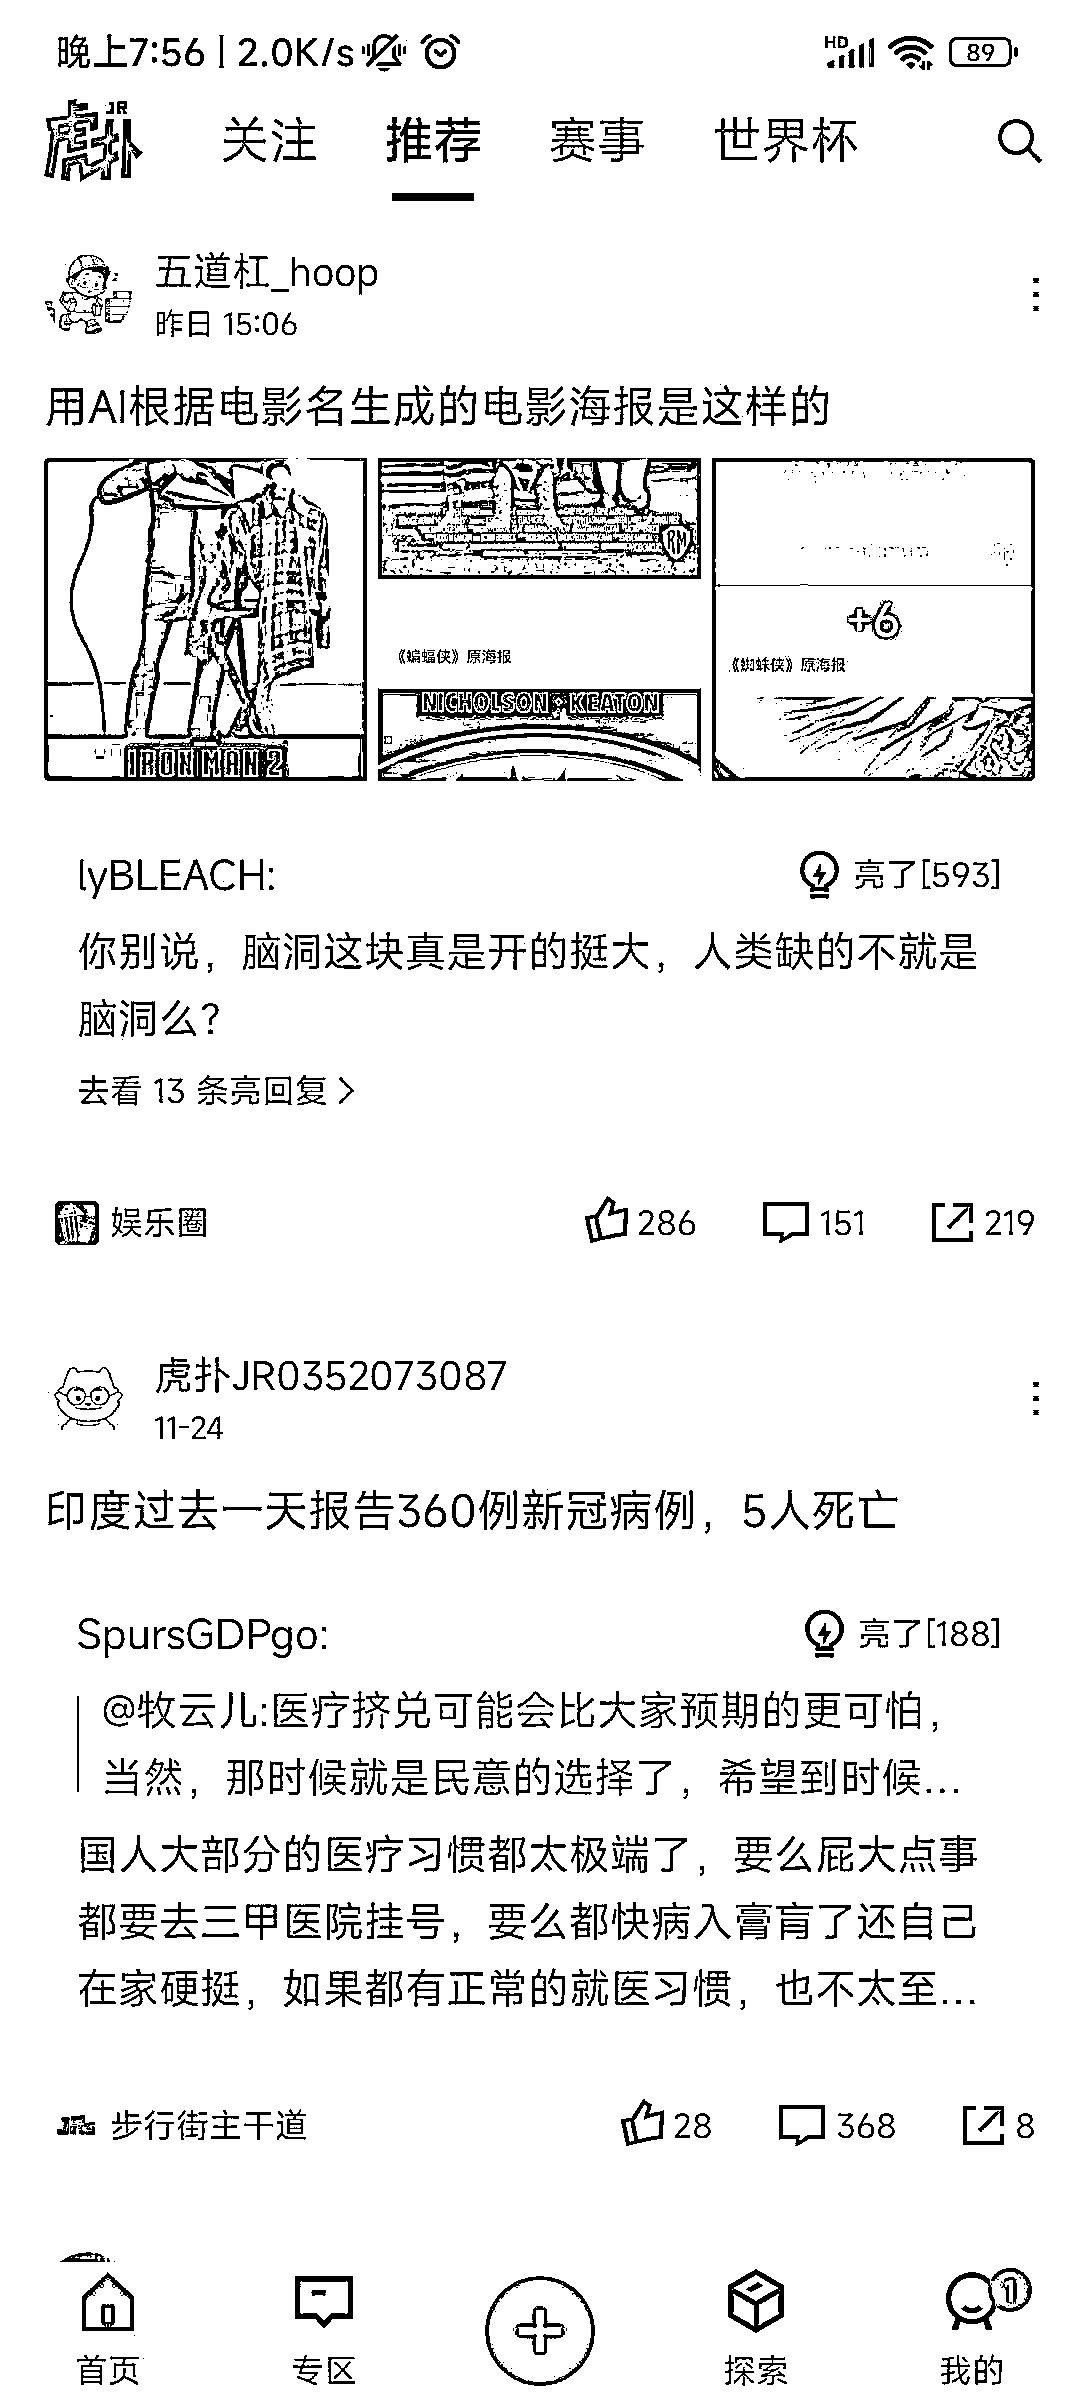 晚上7:56 | 2.0K/s
HD
89
虎扑
JR
关注
推荐
赛事
世界杯
五道杠_hoop
昨日 15:06
用AI根据电影名生成的电影海报是这样的
IRON MAN 2
RM
《蝙蝠侠》原海报
NICHOLSON KEATON
+6
《蜘蛛侠》原海报
lyBLEACH:
亮了[593]
你别说，脑洞这块真是开的挺大，人类缺的不就是
脑洞么？
去看 13 条亮回复
娱乐圈
286
151
219
虎扑JR0352073087
11-24
印度过去一天报告360例新冠病例，5人死亡
SpursGDPgo:
亮了[188]
@牧云儿:医疗挤兑可能会比大家预期的更可怕，
当然，那时候就是民意的选择了，希望到时候...
国人大部分的医疗习惯都太极端了，要么屁大点事
都要去三甲医院挂号，要么都快病入膏肓了还自己
在家硬挺，如果都有正常的就医习惯，也不太至...
JRs
步行街主干道
28
368
8
首页
专区
探索
我的
1